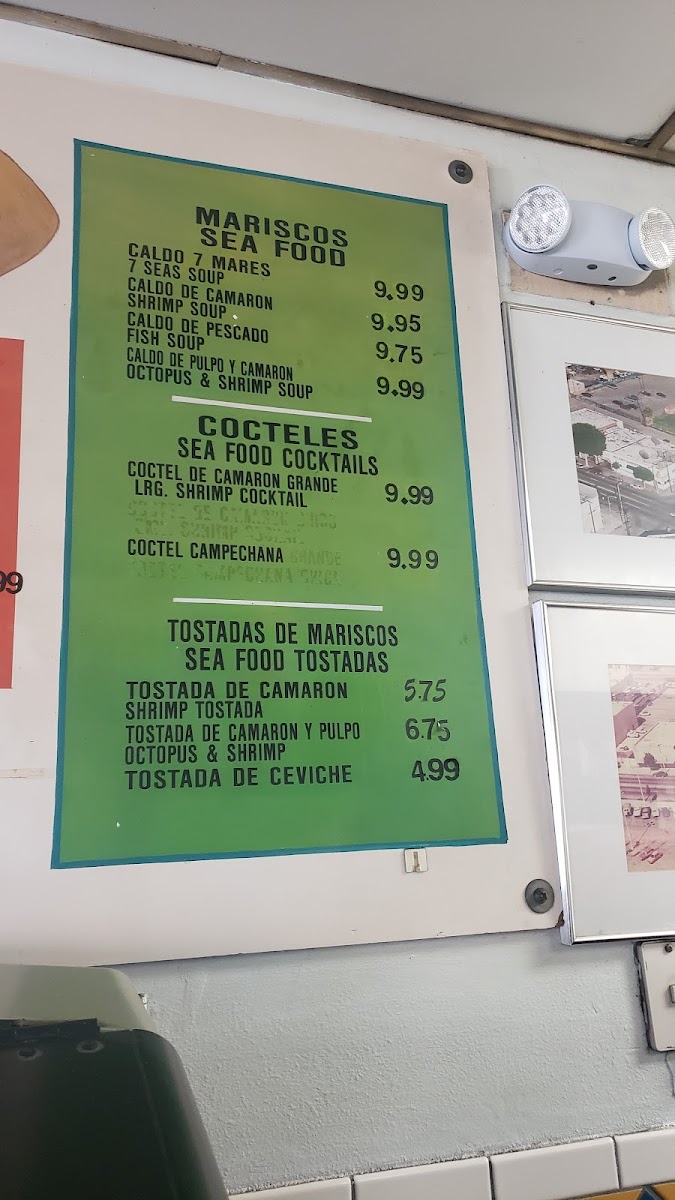 MARISCOS
SEA FOOD
CALDO 7 MARES
7 SEAS SOUP 9.99
CALDO DE CAMARON
SHRIMP SOUP 9.95
CALDO DE PESCADO
FISH SOUP 9.75
CALDO DE PULPO Y CAMARON
OCTOPUS & SHRIMP SOUP 9.99
COCTELES
SEA FOOD COCKTAILS
COCTEL DE CAMARON GRANDE
LRG. SHRIMP COCKTAIL 9.99
COCTEL CAMPECHANA GRANDE 9.99
TOSTADAS DE MARISCOS
SEA FOOD TOSTADAS
TOSTADA DE CAMARON 5.75
SHRIMP TOSTADA
TOSTADA DE CAMARON Y PULPO 6.75
OCTOPUS & SHRIMP
TOSTADA DE CEVICHE 4.99
99